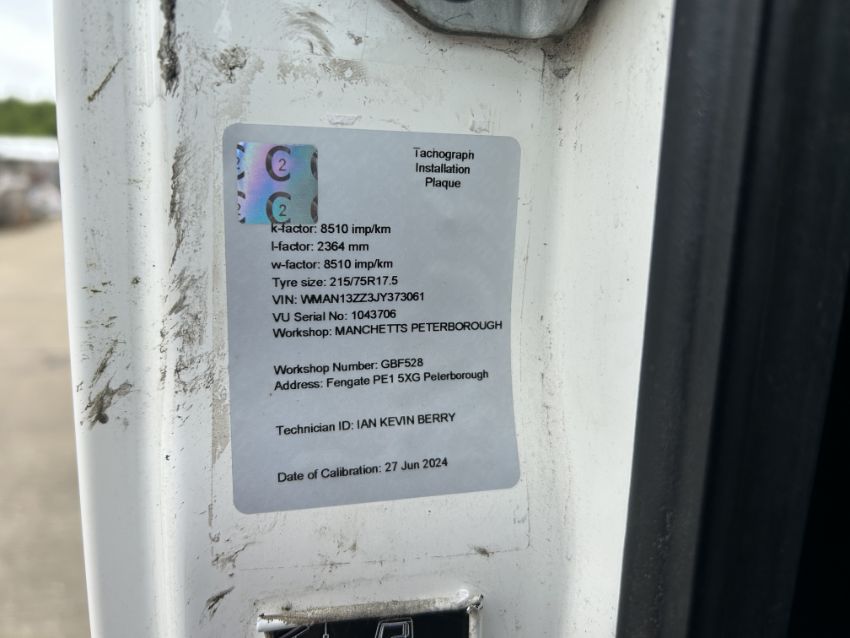 C2
C2
Tachograph
Installation
Plaque
k-factor: 8510 imp/km
l-factor: 2364 mm
w-factor: 8510 imp/km
Tyre size: 215/75R17.5
VIN: WMAN13ZZ3JY373061
VU Serial No: 1043706
Workshop: MANCHETTS PETERBOROUGH
Workshop Number: GBF528
Address: Fengate PE1 5XG Peterborough
Technician ID: IAN KEVIN BERRY
Date of Calibration: 27 Jun 2024